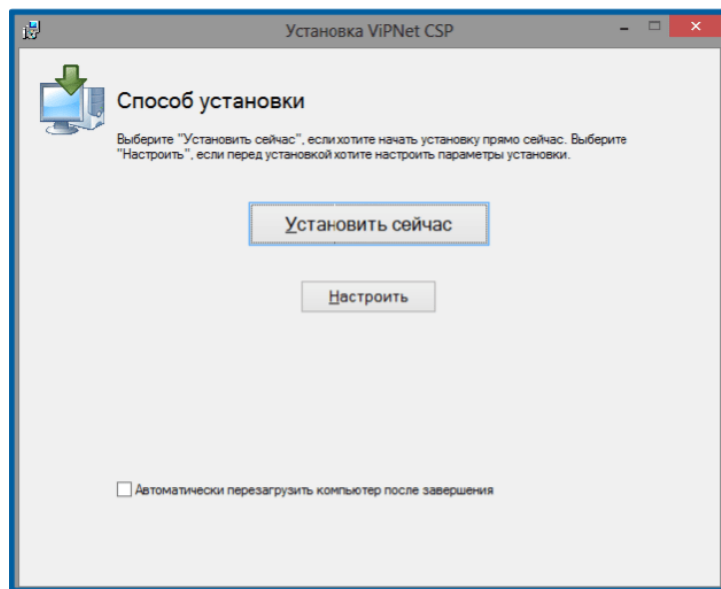 Установка ViPNet CSP
Способ установки
Выберите "Установить сейчас", если хотите начать установку прямо сейчас. Выберите
"Настроить", если перед установкой хотите настроить параметры установки.
Установить сейчас
Настроить
Автоматически перезагрузить компьютер после завершения